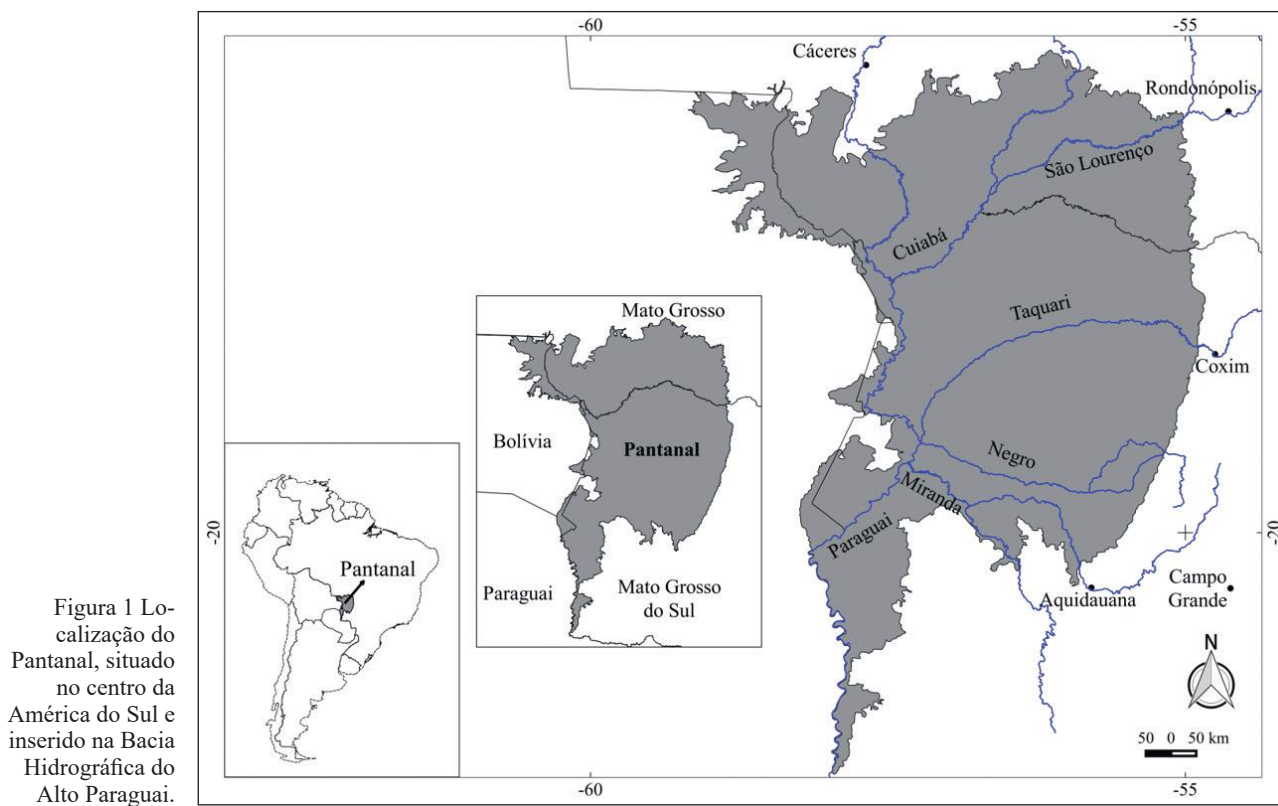 -60
-55
Cáceres
Rondonópolis
São Lourenço
Cuiabá
Taquari
Coxim
Negro
Miranda
Paraguai
-20
-20
Aquidauana
Campo
Grande
N
50 0 50 km
Mato Grosso
Bolívia
Pantanal
Paraguai
Mato Grosso
do Sul
Pantanal
Figura 1 Lo-
calização do
Pantanal, situado
no centro da
América do Sul e
inserido na Bacia
Hidrográfica do
Alto Paraguai.